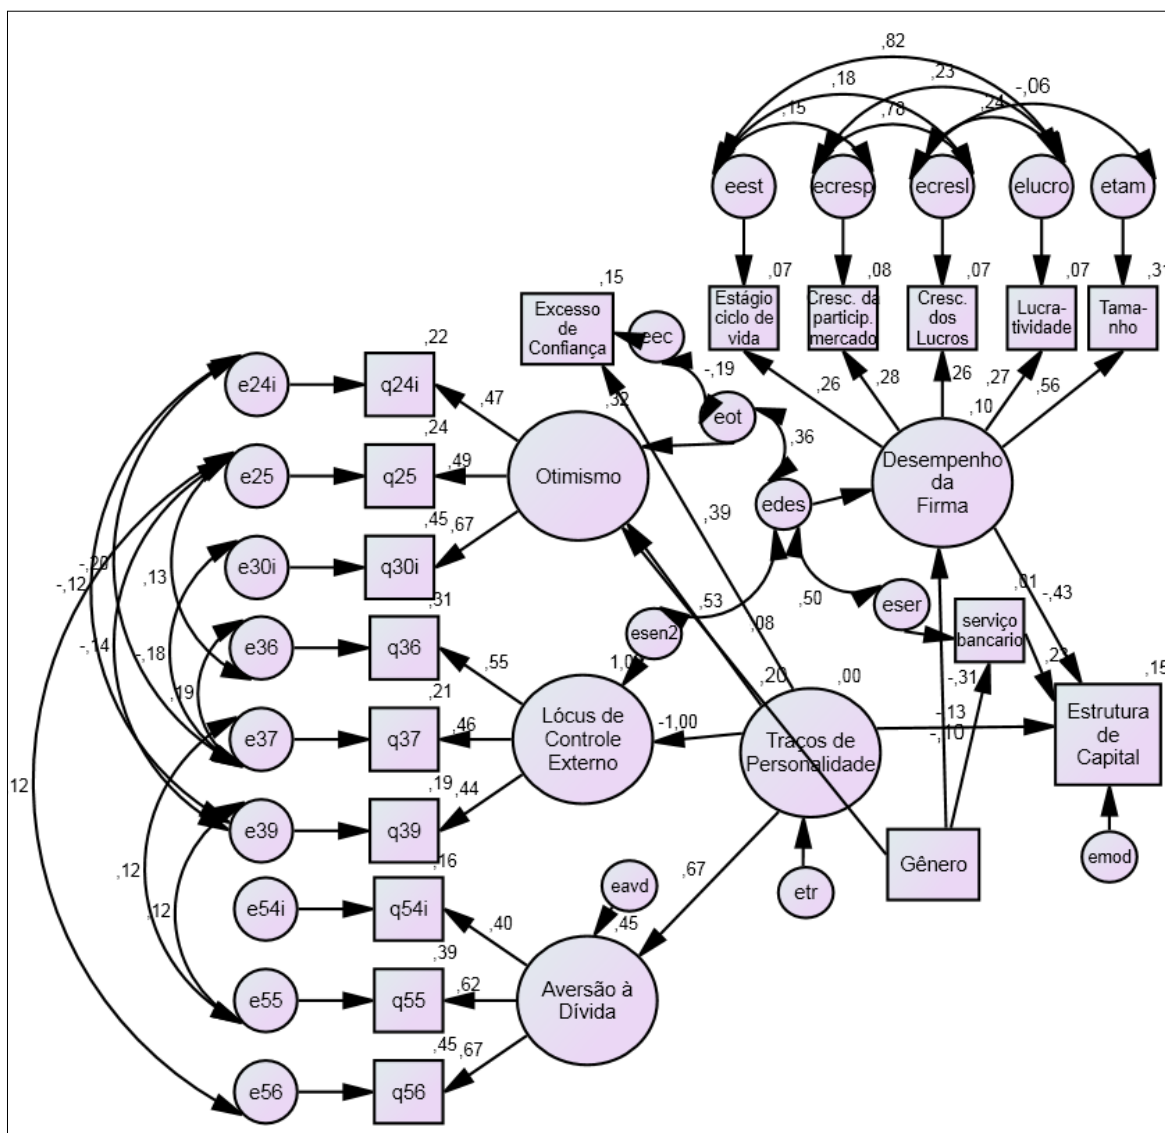 ,82
,18
,23
-,06
,15
,78
,24
eest
ecresp
ecresl
elucro
etam
,07
,08
,07
,07
,31
,15
Excesso
de
Confiança
Estágio
ciclo de
vida
Cresc. da
particip.
mercado
Cresc.
dos
Lucros
Lucra-
tividade
Tama-
nho
eec
,22
-,19
e24i
q24i
,47
,32
eot
,26
,28
,26
,27
,56
,10
,24
,36
Desempenho
da
Firma
e25
q25
,49
Otimismo
edes
,45
,67
,39
e30i
q30i
-,20
-,12
,13
,31
,53
,50
eser
,01
-,43
serviço
bancario
esen2
,08
e36
q36
-,14
-,18
,55
1,00
,20
,00
,23
,15
,19
,21
-,31
e37
q37
,46
Lócus de
Controle
Externo
-1,00
Traços de
Personalidade
-,13
-,10
Estrutura
de
Capital
12
,19
,44
e39
q39
,16
Gênero
emod
,12
,67
eavd
etr
e54i
q54i
,12
,40
,45
,39
e55
q55
,62
Aversão à
Dívida
,45
,67
e56
q56